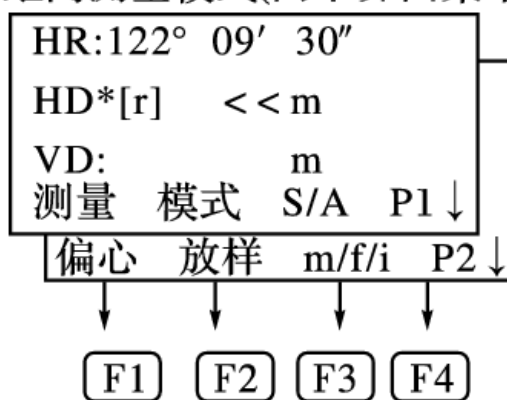 HR:122° 09′ 30″
HD*[r] <<m
VD: m
测量 模式 S/A P1↓
偏心 放样 m/f/i P2↓
F1 F2 F3 F4